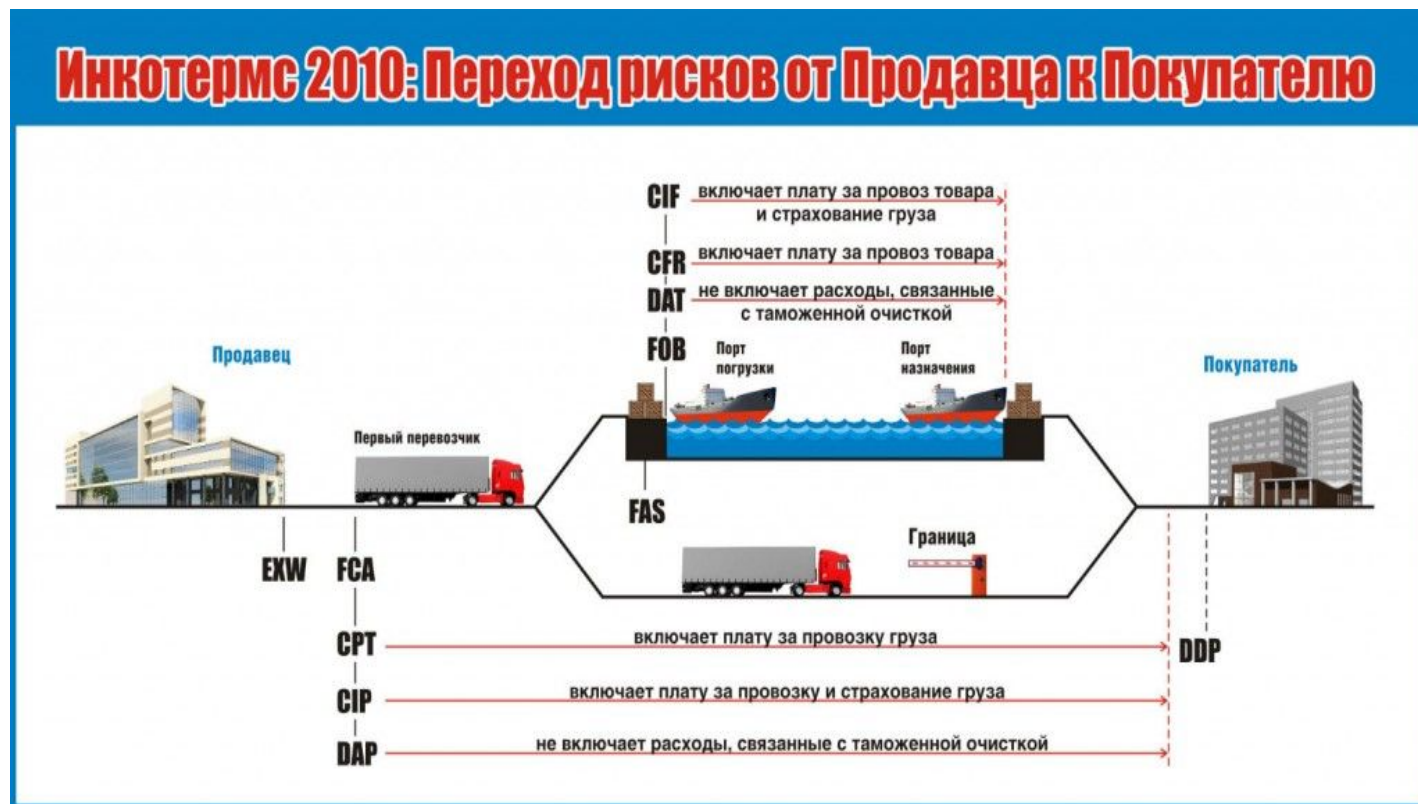 Инкотермс 2010: Переход рисков от Продавца к Покупателю
CIF
включает плату за провоз товара
и страхование груза
CFR
включает плату за провоз товара
DAT
не включает расходы, связанные
с таможенной очисткой
FOB
Порт
погрузки
Порт
назначения
Продавец
Покупатель
Первый перевозчик
FAS
EXW
FCA
Граница
CPT
включает плату за провозку груза
DDP
CIP
включает плату за провозку и страхование груза
DAP
не включает расходы, связанные с таможенной очисткой